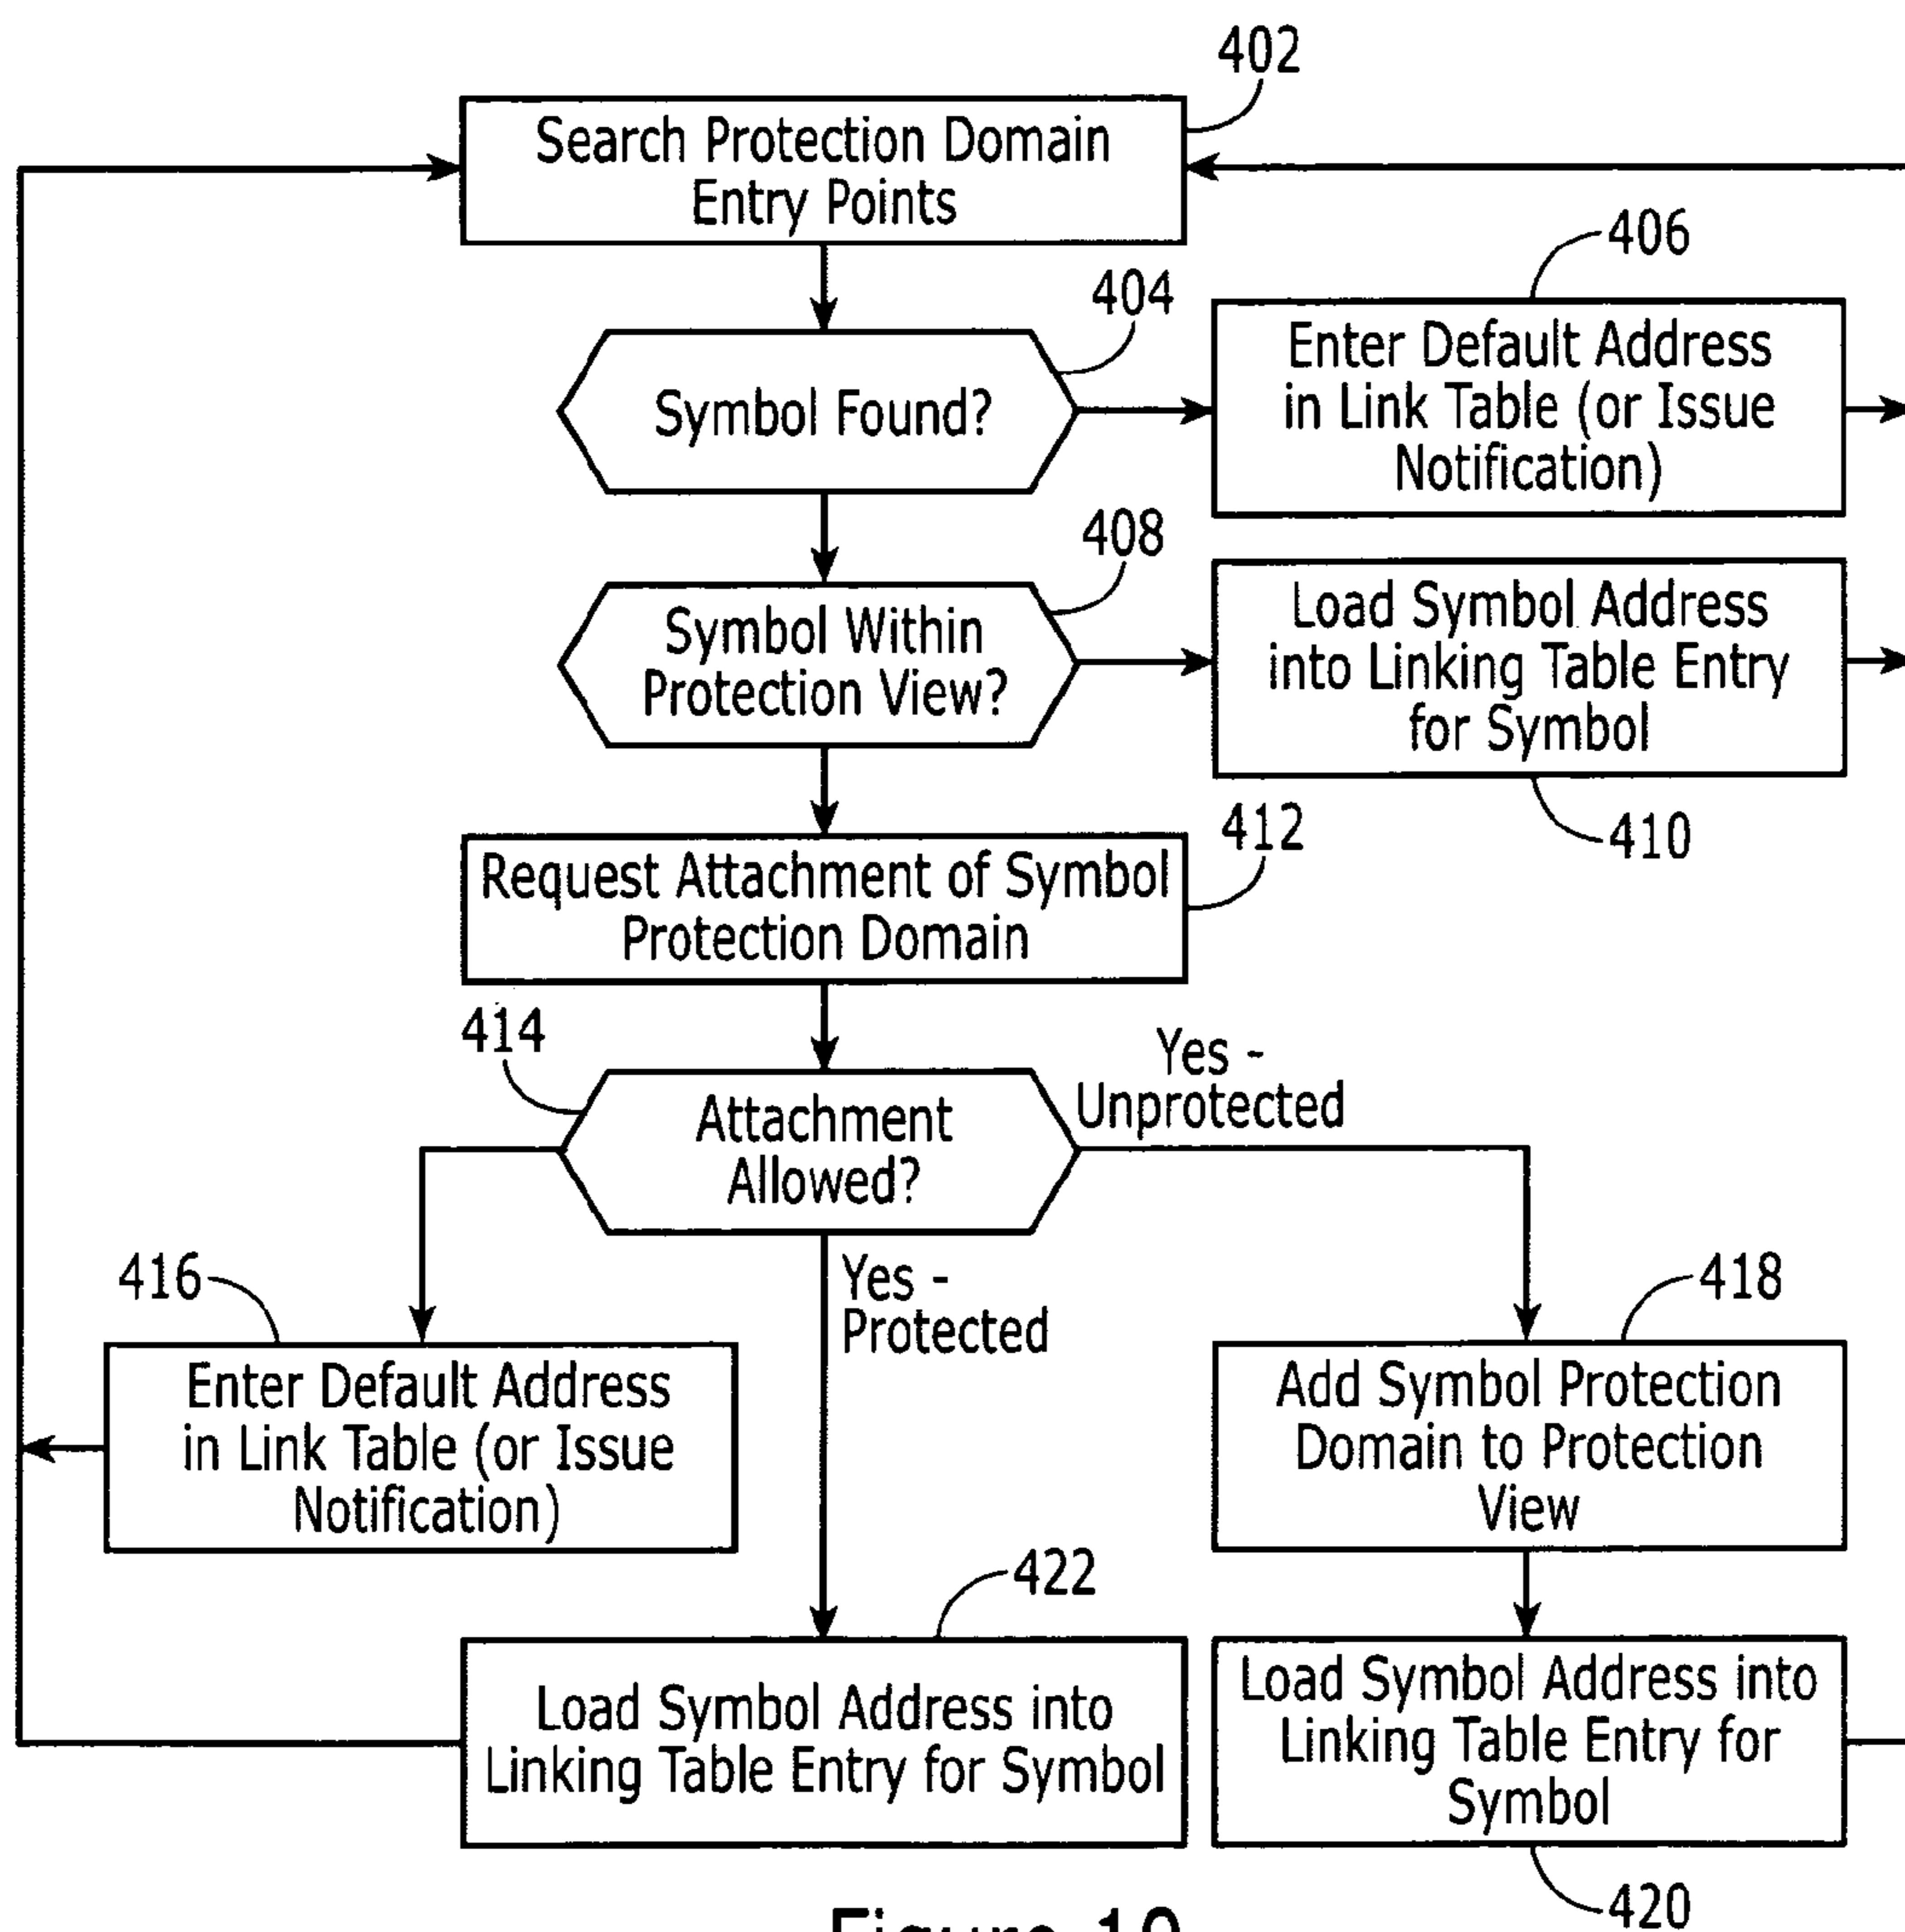 402
Search Protection Domain
Entry Points
404
Symbol Found?
406
Enter Default Address
in Link Table (or Issue
Notification)
408
Symbol Within
Protection View?
Load Symbol Address
into Linking Table Entry
for Symbol
410
412
Request Attachment of Symbol
Protection Domain
414
Attachment
Allowed?
Yes -
Unprotected
Yes -
Protected
416
Enter Default Address
in Link Table (or Issue
Notification)
418
Add Symbol Protection
Domain to Protection
View
422
Load Symbol Address into
Linking Table Entry for Symbol
Load Symbol Address into
Linking Table Entry for
Symbol
420
Figure